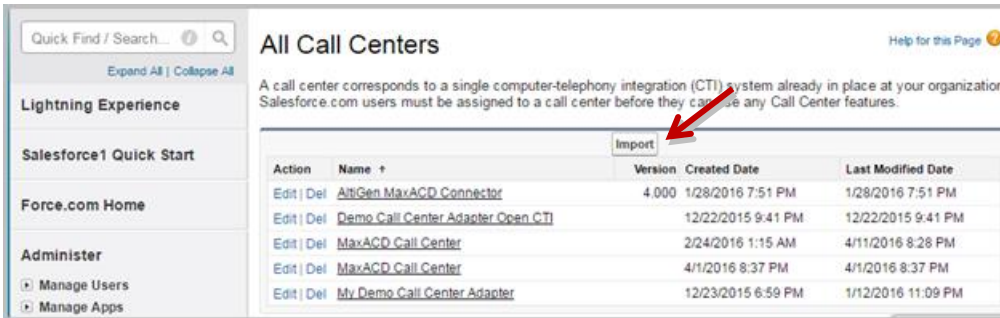 Quick Find / Search...
Expand All | Collapse All
Lightning Experience
Salesforce1 Quick Start
Force.com Home
Administer
Manage Users
Manage Apps
All Call Centers
Help for this Page
A call center corresponds to a single computer-telephony integration (CTI) system already in place at your organization
Salesforce.com users must be assigned to a call center before they can use any Call Center features.
Import
Action Name ↑ Version Created Date Last Modified Date
Edit | Del AltiGen MaxACD Connector 4.000 1/28/2016 7:51 PM 1/28/2016 7:51 PM
Edit | Del Demo Call Center Adapter Open CTI 12/22/2015 9:41 PM 12/22/2015 9:41 PM
Edit | Del MaxACD Call Center 2/24/2016 1:15 AM 4/11/2016 8:28 PM
Edit | Del MaxACD Call Center 4/1/2016 8:37 PM 4/1/2016 8:37 PM
Edit | Del My Demo Call Center Adapter 12/23/2015 6:59 PM 1/12/2016 11:09 PM